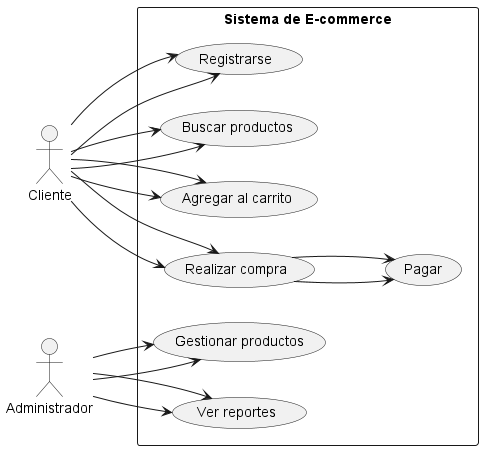 Sistema de E-commerce
Registrarse
Buscar productos
Cliente
Agregar al carrito
Realizar compra
Pagar
Gestionar productos
Administrador
Ver reportes